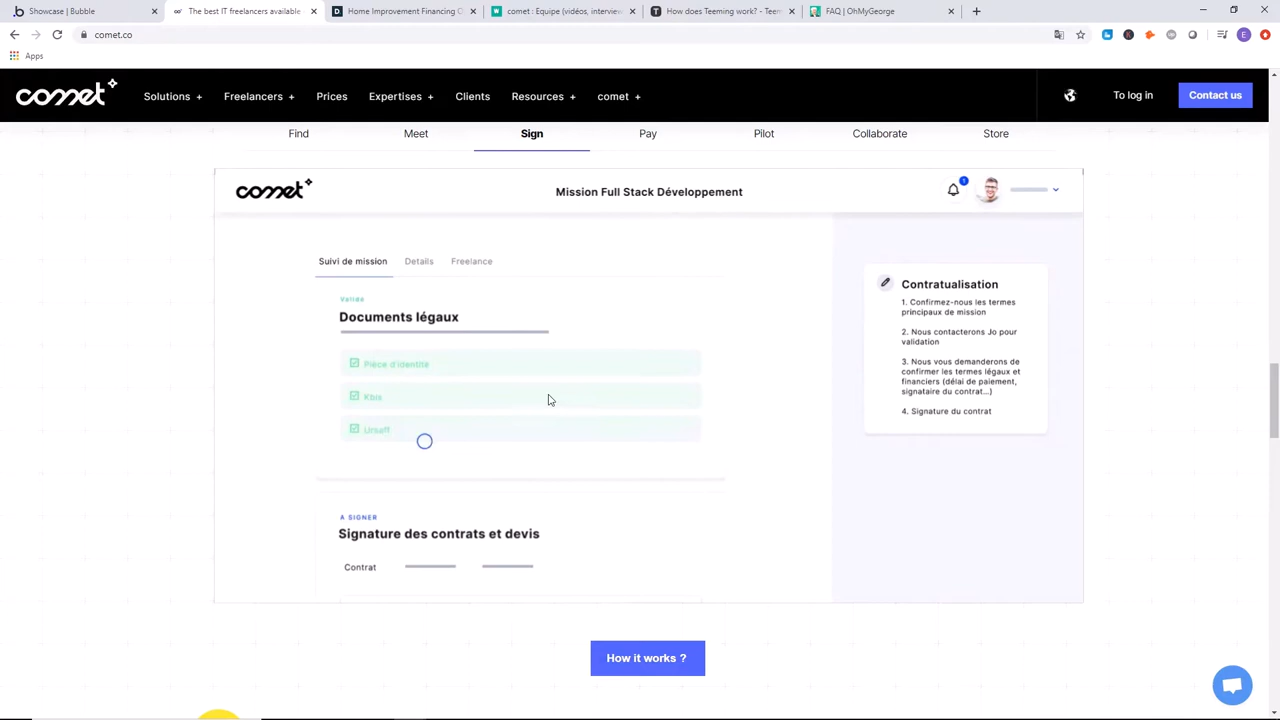 Showcase | Bubble
The best IT freelancers available
Home Improvement Financing C
comet : Equipe (vidéos, interview
How does Teeming work? - Teem
FAQ | OhMyGeorge
comet.co
E
Apps
comet
Solutions +
Freelancers +
Prices
Expertises +
Clients
Resources +
comet +
To log in
Contact us
Find
Meet
Sign
Pay
Pilot
Collaborate
Store
comet
Mission Full Stack Développement
1
Suivi de mission
Details
Freelance
Validé
Documents légaux
Pièce d'identité
Kbis
Ursaff
A SIGNER
Signature des contrats et devis
Contrat
Contratualisation
1. Confirmez-nous les termes
principaux de mission
2. Nous contacterons Jo pour
validation
3. Nous vous demanderons de
confirmer les termes légaux et
financiers (délai de paiement,
signataire du contrat...)
4. Signature du contrat
How it works ?